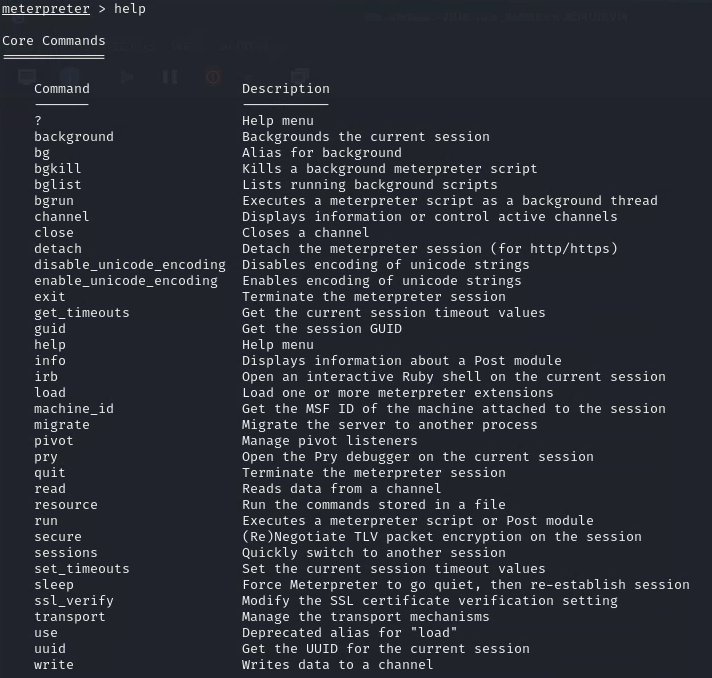 meterpreter > help
Core Commands
=============
Command Description
------- -----------
? Help menu
background Backgrounds the current session
bg Alias for background
bgkill Kills a background meterpreter script
bglist Lists running background scripts
bgrun Executes a meterpreter script as a background thread
channel Displays information or control active channels
close Closes a channel
detach Detach the meterpreter session (for http/https)
disable_unicode_encoding Disables encoding of unicode strings
enable_unicode_encoding Enables encoding of unicode strings
exit Terminate the meterpreter session
get_timeouts Get the current session timeout values
guid Get the session GUID
help Help menu
info Displays information about a Post module
irb Open an interactive Ruby shell on the current session
load Load one or more meterpreter extensions
machine_id Get the MSF ID of the machine attached to the session
migrate Migrate the server to another process
pivot Manage pivot listeners
pry Open the Pry debugger on the current session
quit Terminate the meterpreter session
read Reads data from a channel
resource Run the commands stored in a file
run Executes a meterpreter script or Post module
secure (Re)Negotiate TLV packet encryption on the session
sessions Quickly switch to another session
set_timeouts Set the current session timeout values
sleep Force Meterpreter to go quiet, then re-establish session
ssl_verify Modify the SSL certificate verification setting
transport Manage the transport mechanisms
use Deprecated alias for "load"
uuid Get the UUID for the current session
write Writes data to a channel